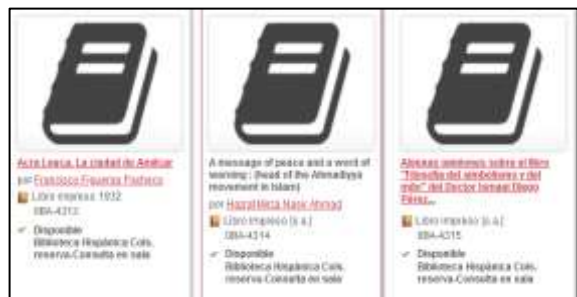 Acra Leuca, La ciudad de Amílcar
por Francisco Figueras Pacheco
Libro impreso 1932
BBA-4313
Disponible
Biblioteca Hispánica Cols.
reserva-Consulta en sala
A message of peace and a word of
warning : (head of the Ahmadiyya
movement in Islam)
por Hazrat Mirza Nasir Ahmad
Libro impreso [s.a.]
BBA-4314
Disponible
Biblioteca Hispánica Cols.
reserva-Consulta en sala
Algunas opiniones sobre el libro
"Filosofía del simbolismo y del
mito" del Doctor Ismael Diego
Pérez...
Libro impreso [s.a.]
BBA-4315
Disponible
Biblioteca Hispánica Cols.
reserva-Consulta en sala